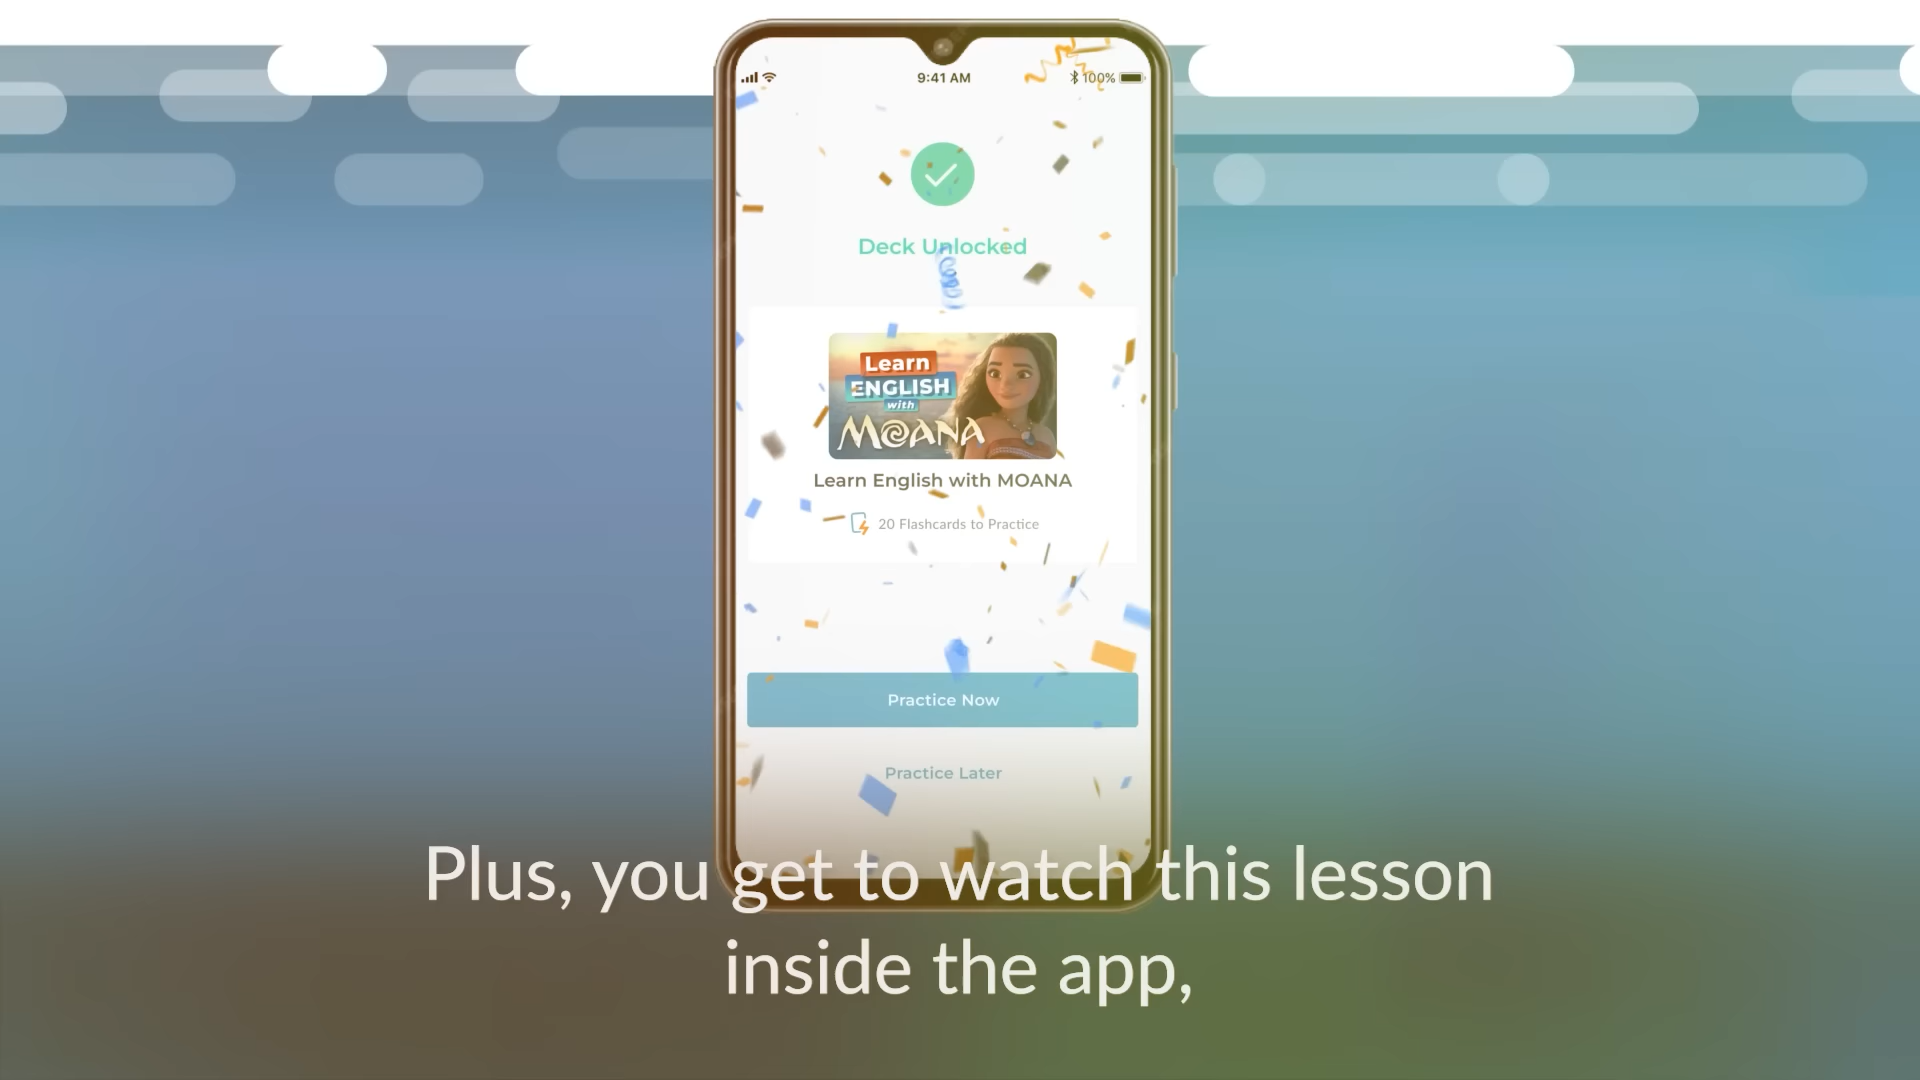 9:41 AM
100%
Deck Unlocked
Learn
ENGLISH
with
MOANA
Learn English with MOANA
20 Flashcards to Practice
Practice Now
Practice Later
Plus, you get to watch this lesson
inside the app,